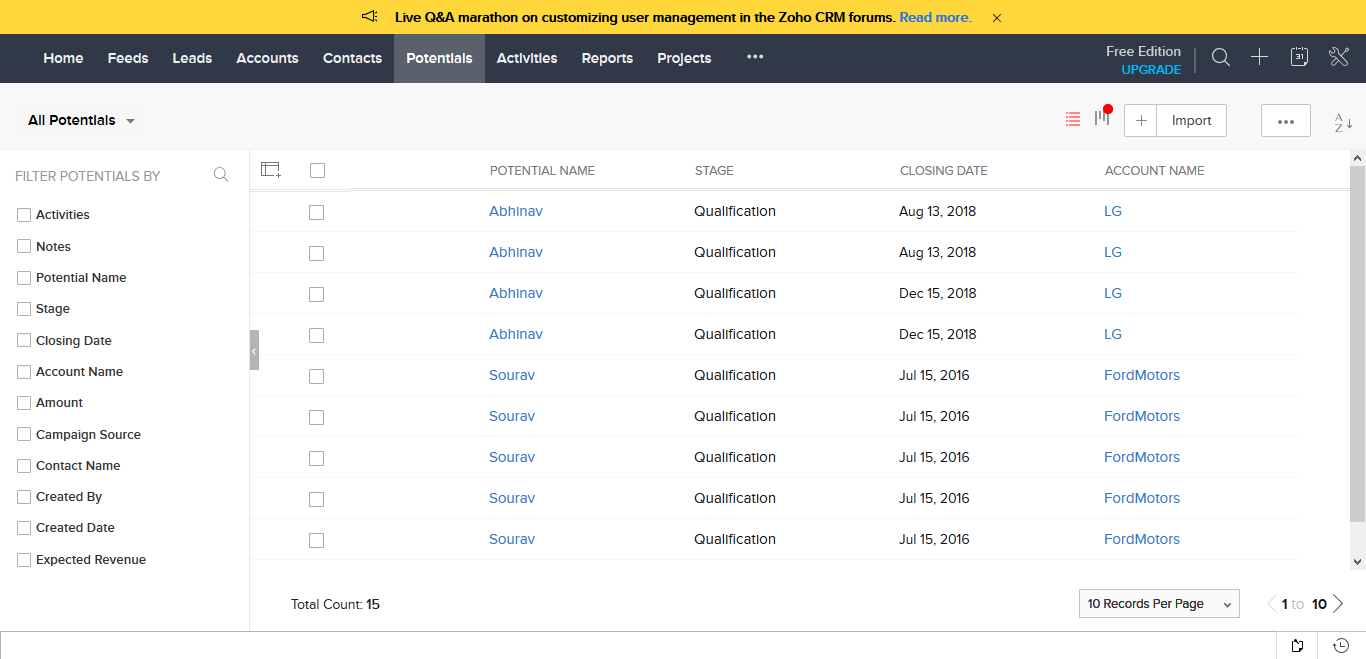 Live Q&A marathon on customizing user management in the Zoho CRM forums. Read more.
Home Feeds Leads Accounts Contacts Potentials Activities Reports Projects
Free Edition
UPGRADE
31
All Potentials
Import
A
Z
FILTER POTENTIALS BY
Activities
Notes
Potential Name
Stage
Closing Date
Account Name
Amount
Campaign Source
Contact Name
Created By
Created Date
Expected Revenue
POTENTIAL NAME STAGE CLOSING DATE ACCOUNT NAME
Abhinav Qualification Aug 13, 2018 LG
Abhinav Qualification Aug 13, 2018 LG
Abhinav Qualification Dec 15, 2018 LG
Abhinav Qualification Dec 15, 2018 LG
Sourav Qualification Jul 15, 2016 FordMotors
Sourav Qualification Jul 15, 2016 FordMotors
Sourav Qualification Jul 15, 2016 FordMotors
Sourav Qualification Jul 15, 2016 FordMotors
Sourav Qualification Jul 15, 2016 FordMotors
Total Count: 15
10 Records Per Page
1 to 10